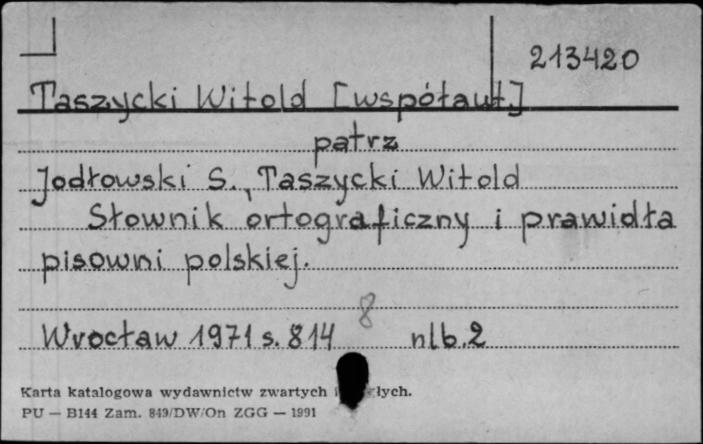 213420
Taszycki Witold [współaut.]
patrz
Jodłowski S., Taszycki Witold
Słownik ortograficzny i prawidła
pisowni polskiej.
8
Wrocław 1971 s. 814 nlb. 2
Karta katalogowa wydawnictw zwartych
PU — B144 Zam. 849/DW/On ZGG — 1991